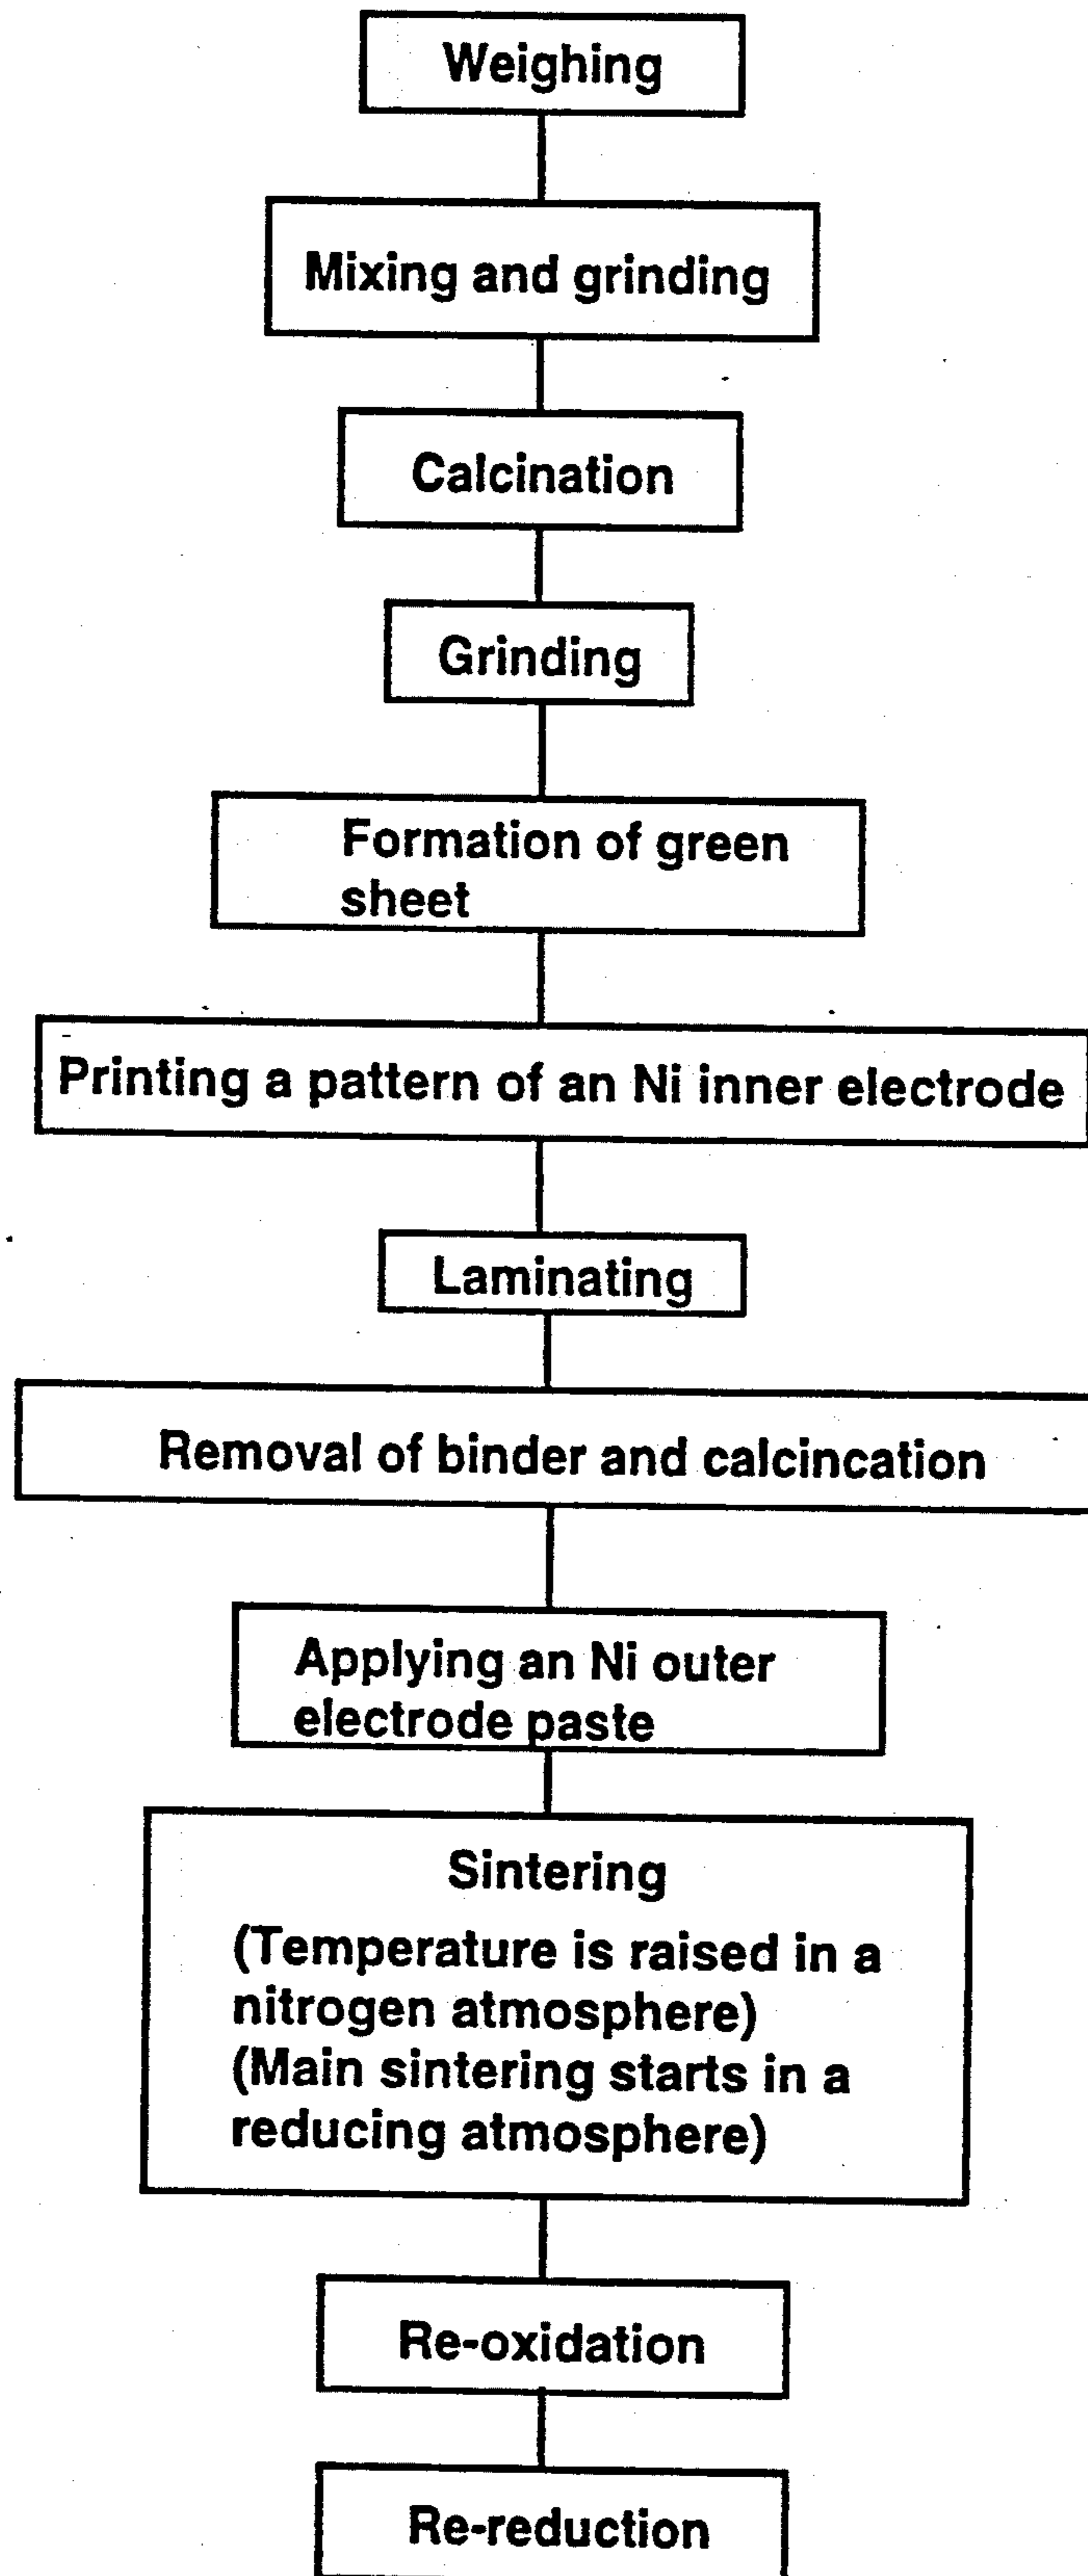 Weighing
Mixing and grinding
Calcination
Grinding
Formation of green
sheet
Printing a pattern of an Ni inner electrode
Laminating
Removal of binder and calcincation
Applying an Ni outer
electrode paste
Sintering
(Temperature is raised in a
nitrogen atmosphere)
(Main sintering starts in a
reducing atmosphere)
Re-oxidation
Re-reduction